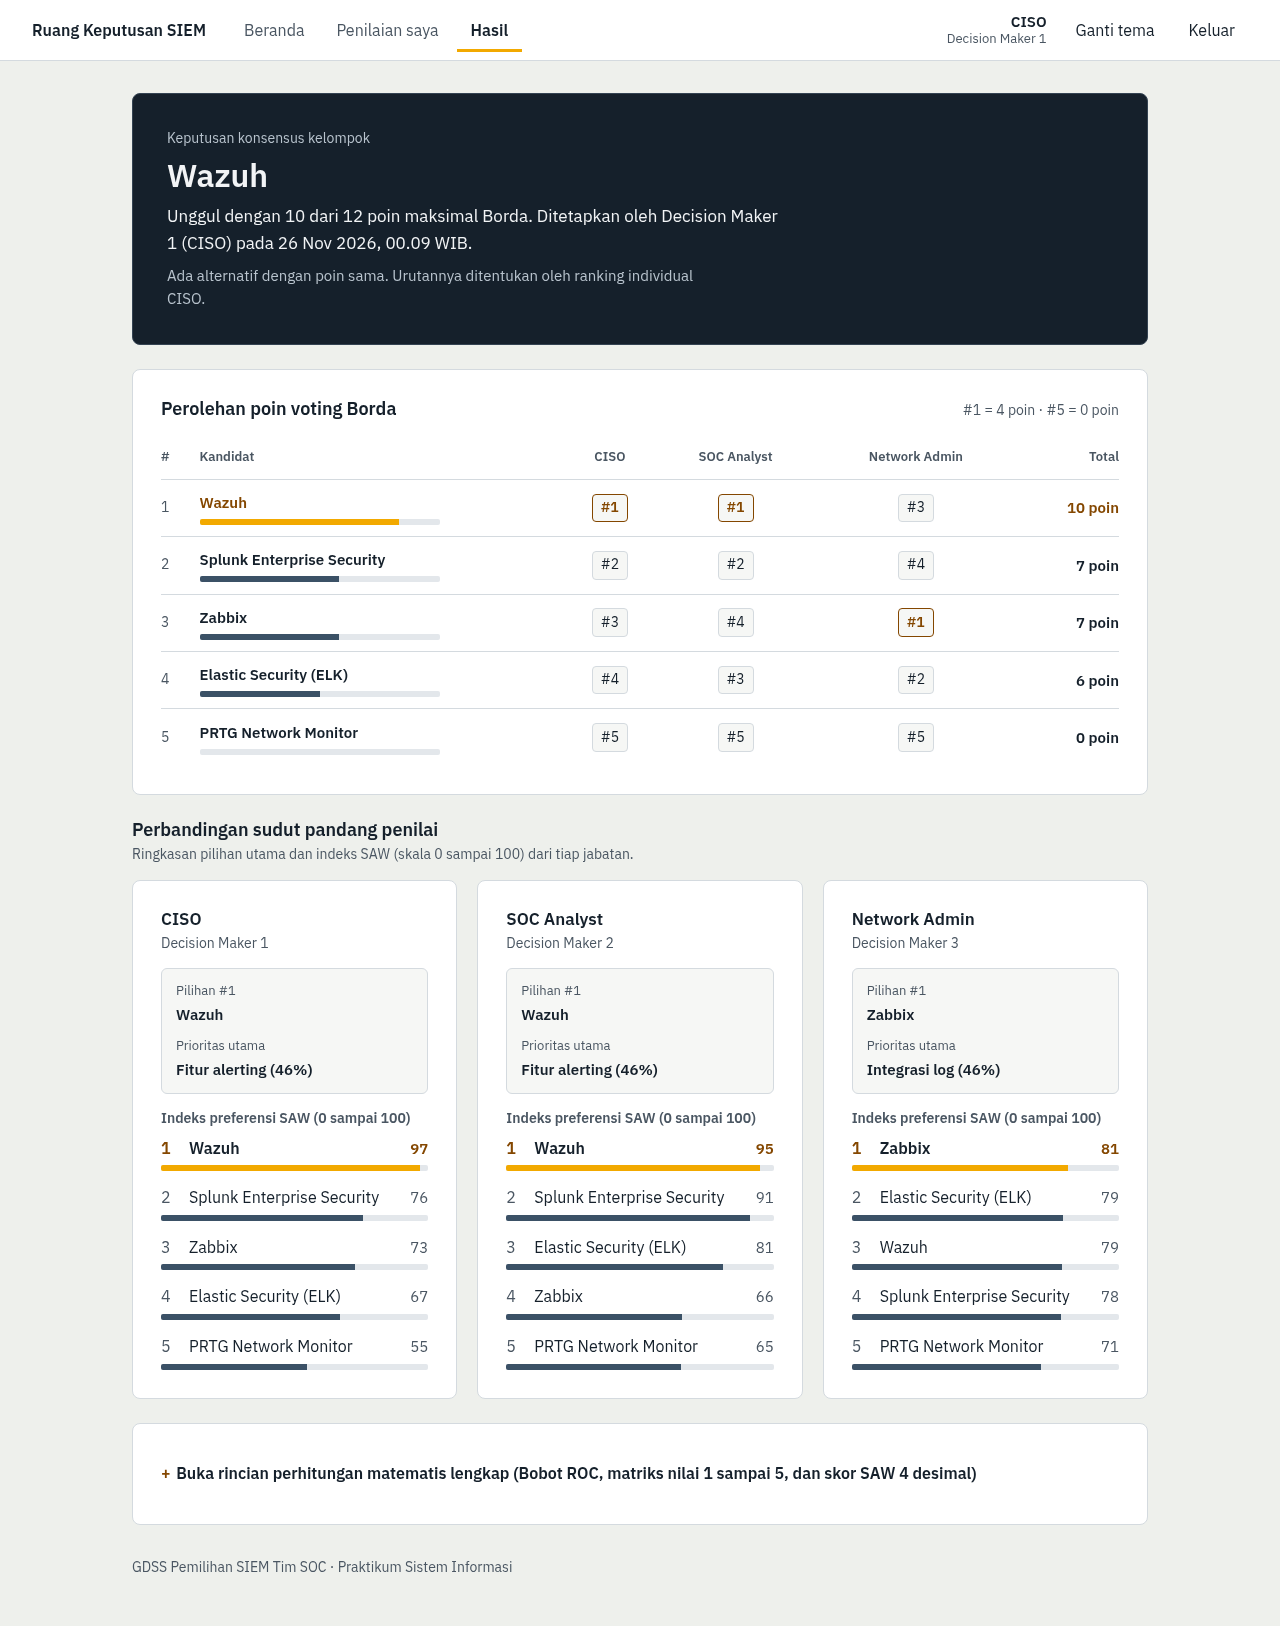 Ruang Keputusan SIEM
Beranda
Penilaian saya
Hasil
CISO
Decision Maker 1
Ganti tema
Keluar
Keputusan konsensus kelompok
Wazuh
Unggul dengan 10 dari 12 poin maksimal Borda. Ditetapkan oleh Decision Maker
1 (CISO) pada 26 Nov 2026, 00.09 WIB.
Ada alternatif dengan poin sama. Urutannya ditentukan oleh ranking individual
CISO.
Perolehan poin voting Borda
#1 = 4 poin · #5 = 0 poin
# Kandidat CISO SOC Analyst Network Admin Total
1 Wazuh #1 #1 #3 10 poin
2 Splunk Enterprise Security #2 #2 #4 7 poin
3 Zabbix #3 #4 #1 7 poin
4 Elastic Security (ELK) #4 #3 #2 6 poin
5 PRTG Network Monitor #5 #5 #5 0 poin
Perbandingan sudut pandang penilai
Ringkasan pilihan utama dan indeks SAW (skala 0 sampai 100) dari tiap jabatan.
CISO
Decision Maker 1
Pilihan #1
Wazuh
Prioritas utama
Fitur alerting (46%)
Indeks preferensi SAW (0 sampai 100)
1 Wazuh 97
2 Splunk Enterprise Security 76
3 Zabbix 73
4 Elastic Security (ELK) 67
5 PRTG Network Monitor 55
SOC Analyst
Decision Maker 2
Pilihan #1
Wazuh
Prioritas utama
Fitur alerting (46%)
Indeks preferensi SAW (0 sampai 100)
1 Wazuh 95
2 Splunk Enterprise Security 91
3 Elastic Security (ELK) 81
4 Zabbix 66
5 PRTG Network Monitor 65
Network Admin
Decision Maker 3
Pilihan #1
Zabbix
Prioritas utama
Integrasi log (46%)
Indeks preferensi SAW (0 sampai 100)
1 Zabbix 81
2 Elastic Security (ELK) 79
3 Wazuh 79
4 Splunk Enterprise Security 78
5 PRTG Network Monitor 71
+ Buka rincian perhitungan matematis lengkap (Bobot ROC, matriks nilai 1 sampai 5, dan skor SAW 4 desimal)
GDSS Pemilihan SIEM Tim SOC · Praktikum Sistem Informasi